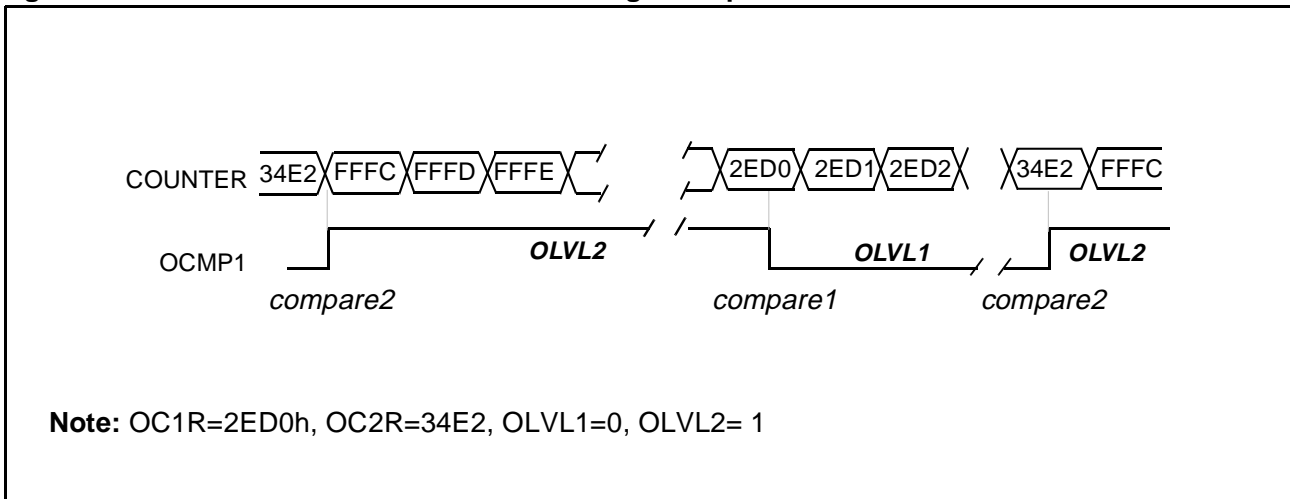 COUNTER 34E2 FFFC FFFD FFFE 2ED0 2ED1 2ED2 34E2 FFFC
OCMP1 OLVL2 OLVL1 OLVL2
compare2 compare1 compare2
Note: OC1R=2ED0h, OC2R=34E2, OLVL1=0, OLVL2= 1